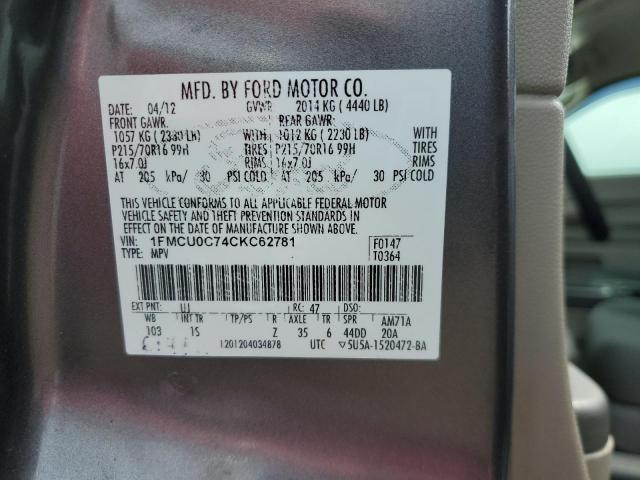 MFD. BY FORD MOTOR CO.
DATE: 04/12 GVWR: 2014 KG ( 4440 LB)
FRONT GAWR: REAR GAWR:
1057 KG ( 2330 LB) WITH 1012 KG ( 2230 LB) WITH
P215/70R16 99H TIRES P215/70R16 99H TIRES
16x7.0J RIMS 16x7.0J RIMS
AT 205 kPa/ 30 PSI COLD AT 205 kPa/ 30 PSI COLD
THIS VEHICLE CONFORMS TO ALL APPLICABLE FEDERAL MOTOR
VEHICLE SAFETY AND THEFT PREVENTION STANDARDS IN
EFFECT ON THE DATE OF MANUFACTURE SHOWN ABOVE.
VIN: 1FMCU0C74CKC62781 F0147
TYPE: MPV T0364
EXT PNT: UJ RC: 47 DSO:
WB INT TR TP/PS R AXLE TR SPR AM71A
103 1S Z 35 6 44DD 20A
1201204034878 UTC ▽5U5A-1520472-BA